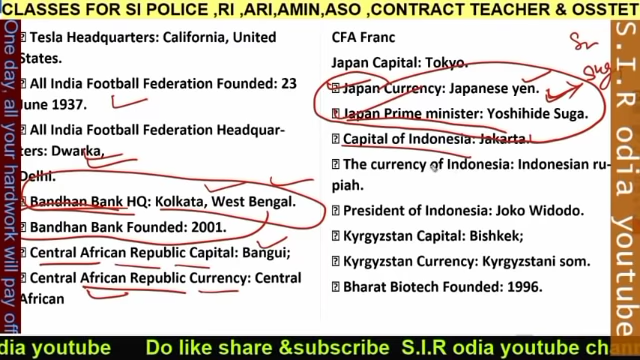 CLASSES FOR SI POLICE ,RI ,ARI,AMIN,ASO ,CONTRACT TEACHER & OSSTET
One day, all your hardwork will pay off
Tesla Headquarters: California, United
States.
All India Football Federation Founded: 23
June 1937.
All India Football Federation Headquar-
ters: Dwarka,
Delhi.
Bandhan Bank HQ: Kolkata, West Bengal.
Bandhan Bank Founded: 2001.
Central African Republic Capital: Bangui;
Central African Republic Currency: Central
African
CFA Franc
Japan Capital: Tokyo.
Japan Currency: Japanese yen.
Japan Prime minister: Yoshihide Suga.
Capital of Indonesia: Jakarta.
The currency of Indonesia: Indonesian ru-
piah.
President of Indonesia: Joko Widodo.
Kyrgyzstan Capital: Bishkek;
Kyrgyzstan Currency: Kyrgyzstani som.
Bharat Biotech Founded: 1996.
S.I.R odia youtube
dia youtube Do like share &subscribe S.I.R odia youtube chann